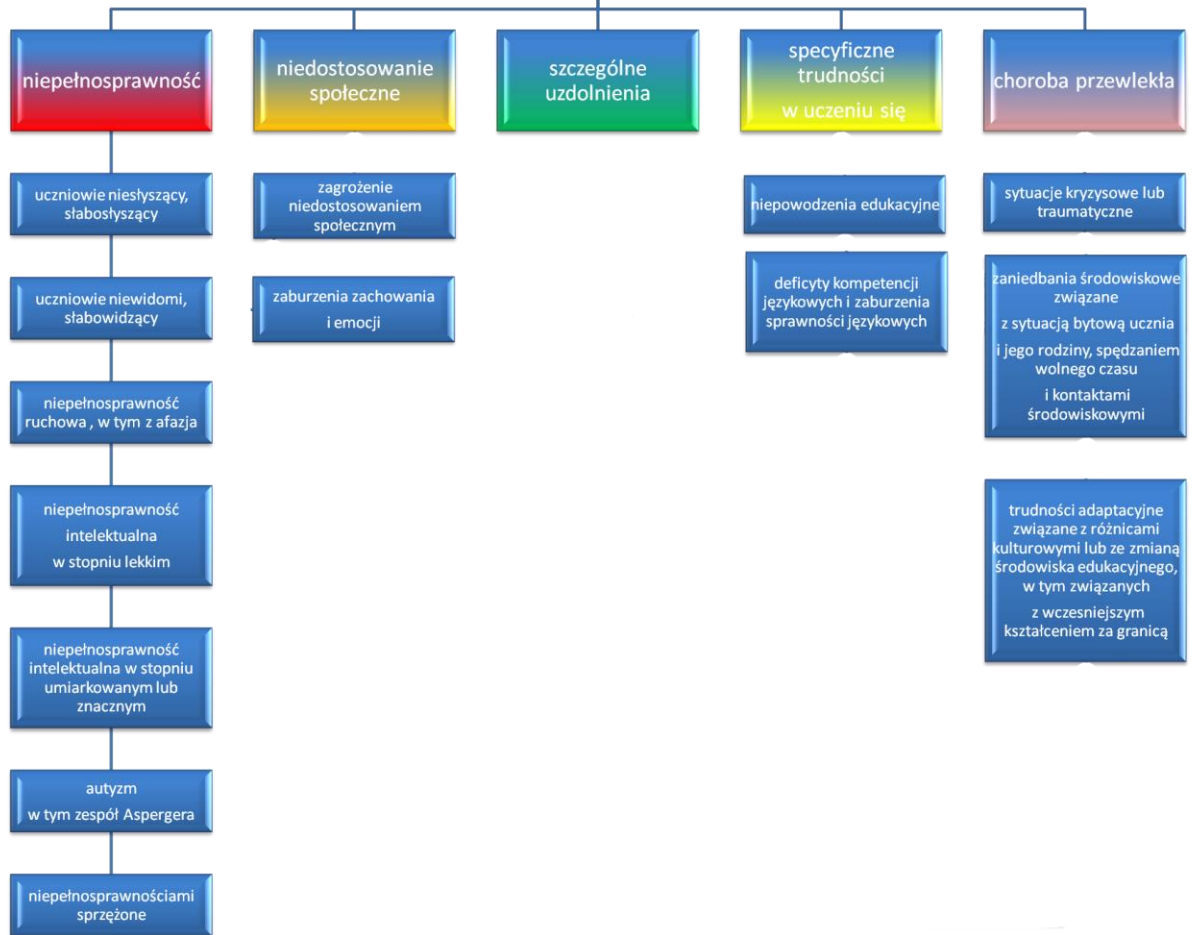 niepełnosprawność
uczniowie niesłyszący,
słabosłyszący
uczniowie niewidomi,
słabowidzący
niepełnosprawność
ruchowa , w tym z afazja
niepełnosprawność
intelektualna
w stopniu lekkim
niepełnosprawność
intelektualna w stopniu
umiarkowanym lub
znacznym
autyzm
w tym zespół Aspergera
niepełnosprawnościami
sprzężone
niedostosowanie
społeczne
zagrożenie
niedostosowaniem
społecznym
zaburzenia zachowania
i emocji
szczególne
uzdolnienia
specyficzne
trudności
w uczeniu się
niepowodzenia edukacyjne
deficyty kompetencji
językowych i zaburzenia
sprawności językowych
choroba przewlekła
sytuacje kryzysowe lub
traumatyczne
zaniedbania środowiskowe
związane
z sytuacją bytową ucznia
i jego rodziny, spędzaniem
wolnego czasu
i kontaktami
środowiskowymi
trudności adaptacyjne
związane z różnicami
kulturowymi lub ze zmianą
środowiska edukacyjnego,
w tym związanych
z wczesniejszym
kształceniem za granicą